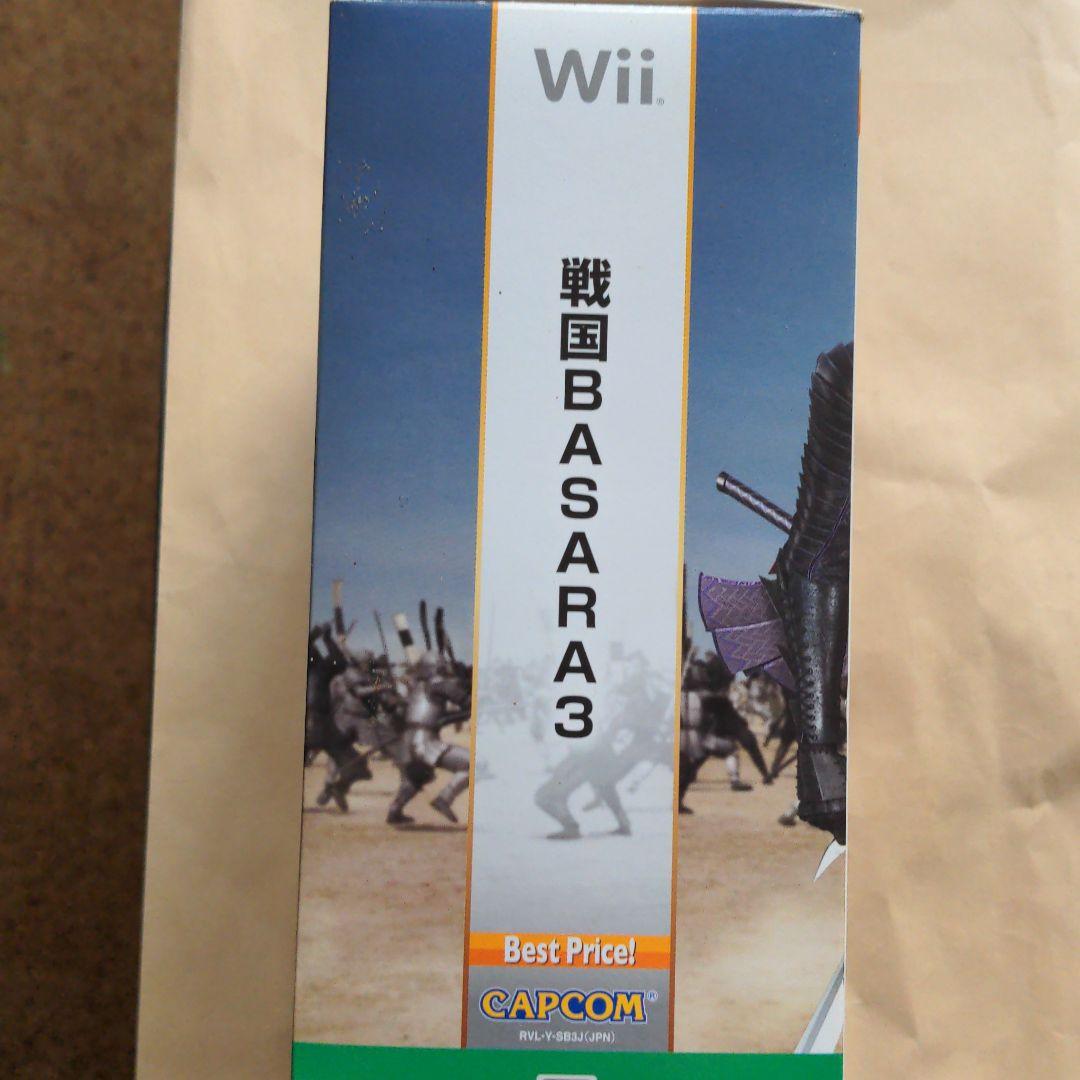 Wii®
戦国BASARA3
Best Price!
CAPCOM®
RVL-Y-SB3J(JPN)